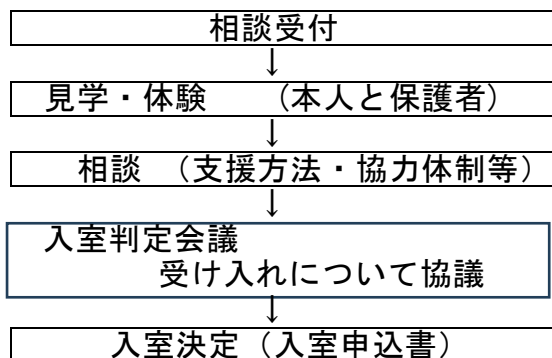 相談受付
↓
見学・体験　　（本人と保護者）
↓
相談　（支援方法・協力体制等）
↓
入室判定会議
受け入れについて協議
↓
入室決定（入室申込書）